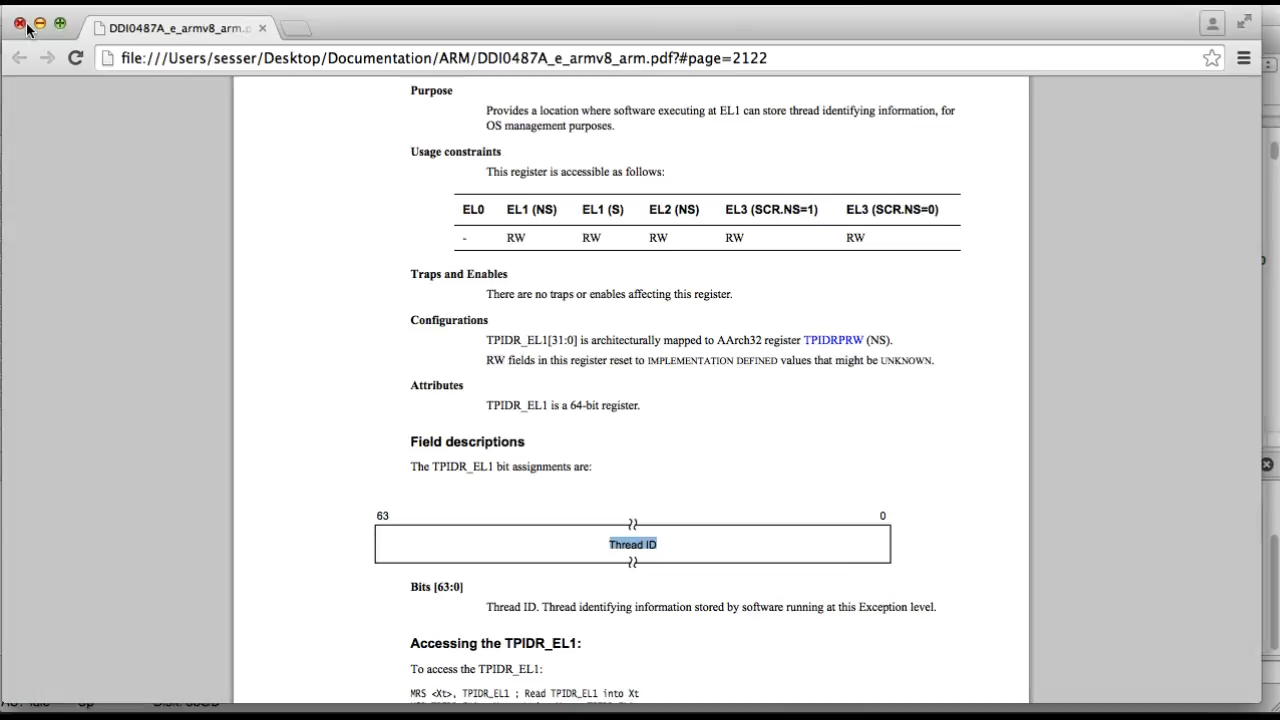 DDI0487A_e_armv8_arm.p
file:///Users/sesser/Desktop/Documentation/ARM/DDI0487A_e_armv8_arm.pdf?#page=2122
Purpose
Provides a location where software executing at EL1 can store thread identifying information, for
OS management purposes.
Usage constraints
This register is accessible as follows:
EL0 EL1 (NS) EL1 (S) EL2 (NS) EL3 (SCR.NS=1) EL3 (SCR.NS=0)
- RW RW RW RW RW
Traps and Enables
There are no traps or enables affecting this register.
Configurations
TPIDR_EL1[31:0] is architecturally mapped to AArch32 register TPIDRPRW (NS).
RW fields in this register reset to IMPLEMENTATION DEFINED values that might be UNKNOWN.
Attributes
TPIDR_EL1 is a 64-bit register.
Field descriptions
The TPIDR_EL1 bit assignments are:
63 0
Thread ID
Bits [63:0]
Thread ID. Thread identifying information stored by software running at this Exception level.
Accessing the TPIDR_EL1:
To access the TPIDR_EL1:
MRS <Xt>, TPIDR_EL1 ; Read TPIDR_EL1 into Xt